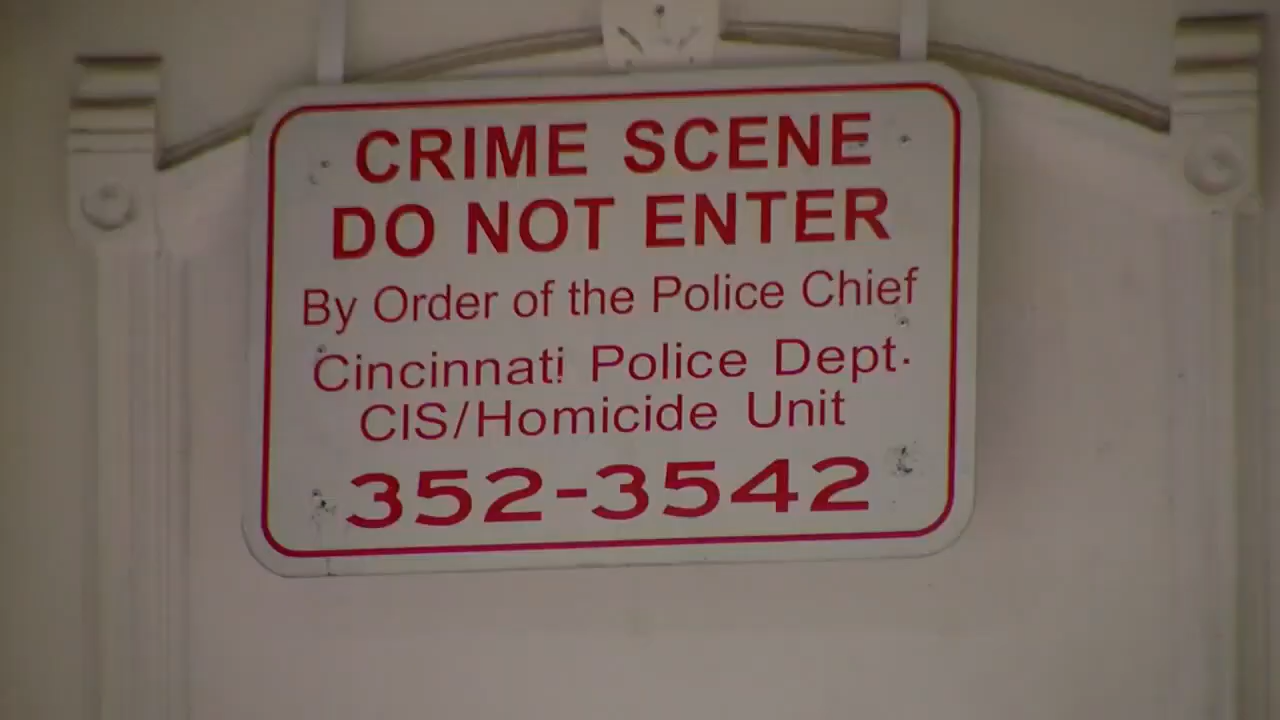 CRIME SCENE
DO NOT ENTER
By Order of the Police Chief
Cincinnati Police Dept.
CIS/Homicide Unit
352-3542